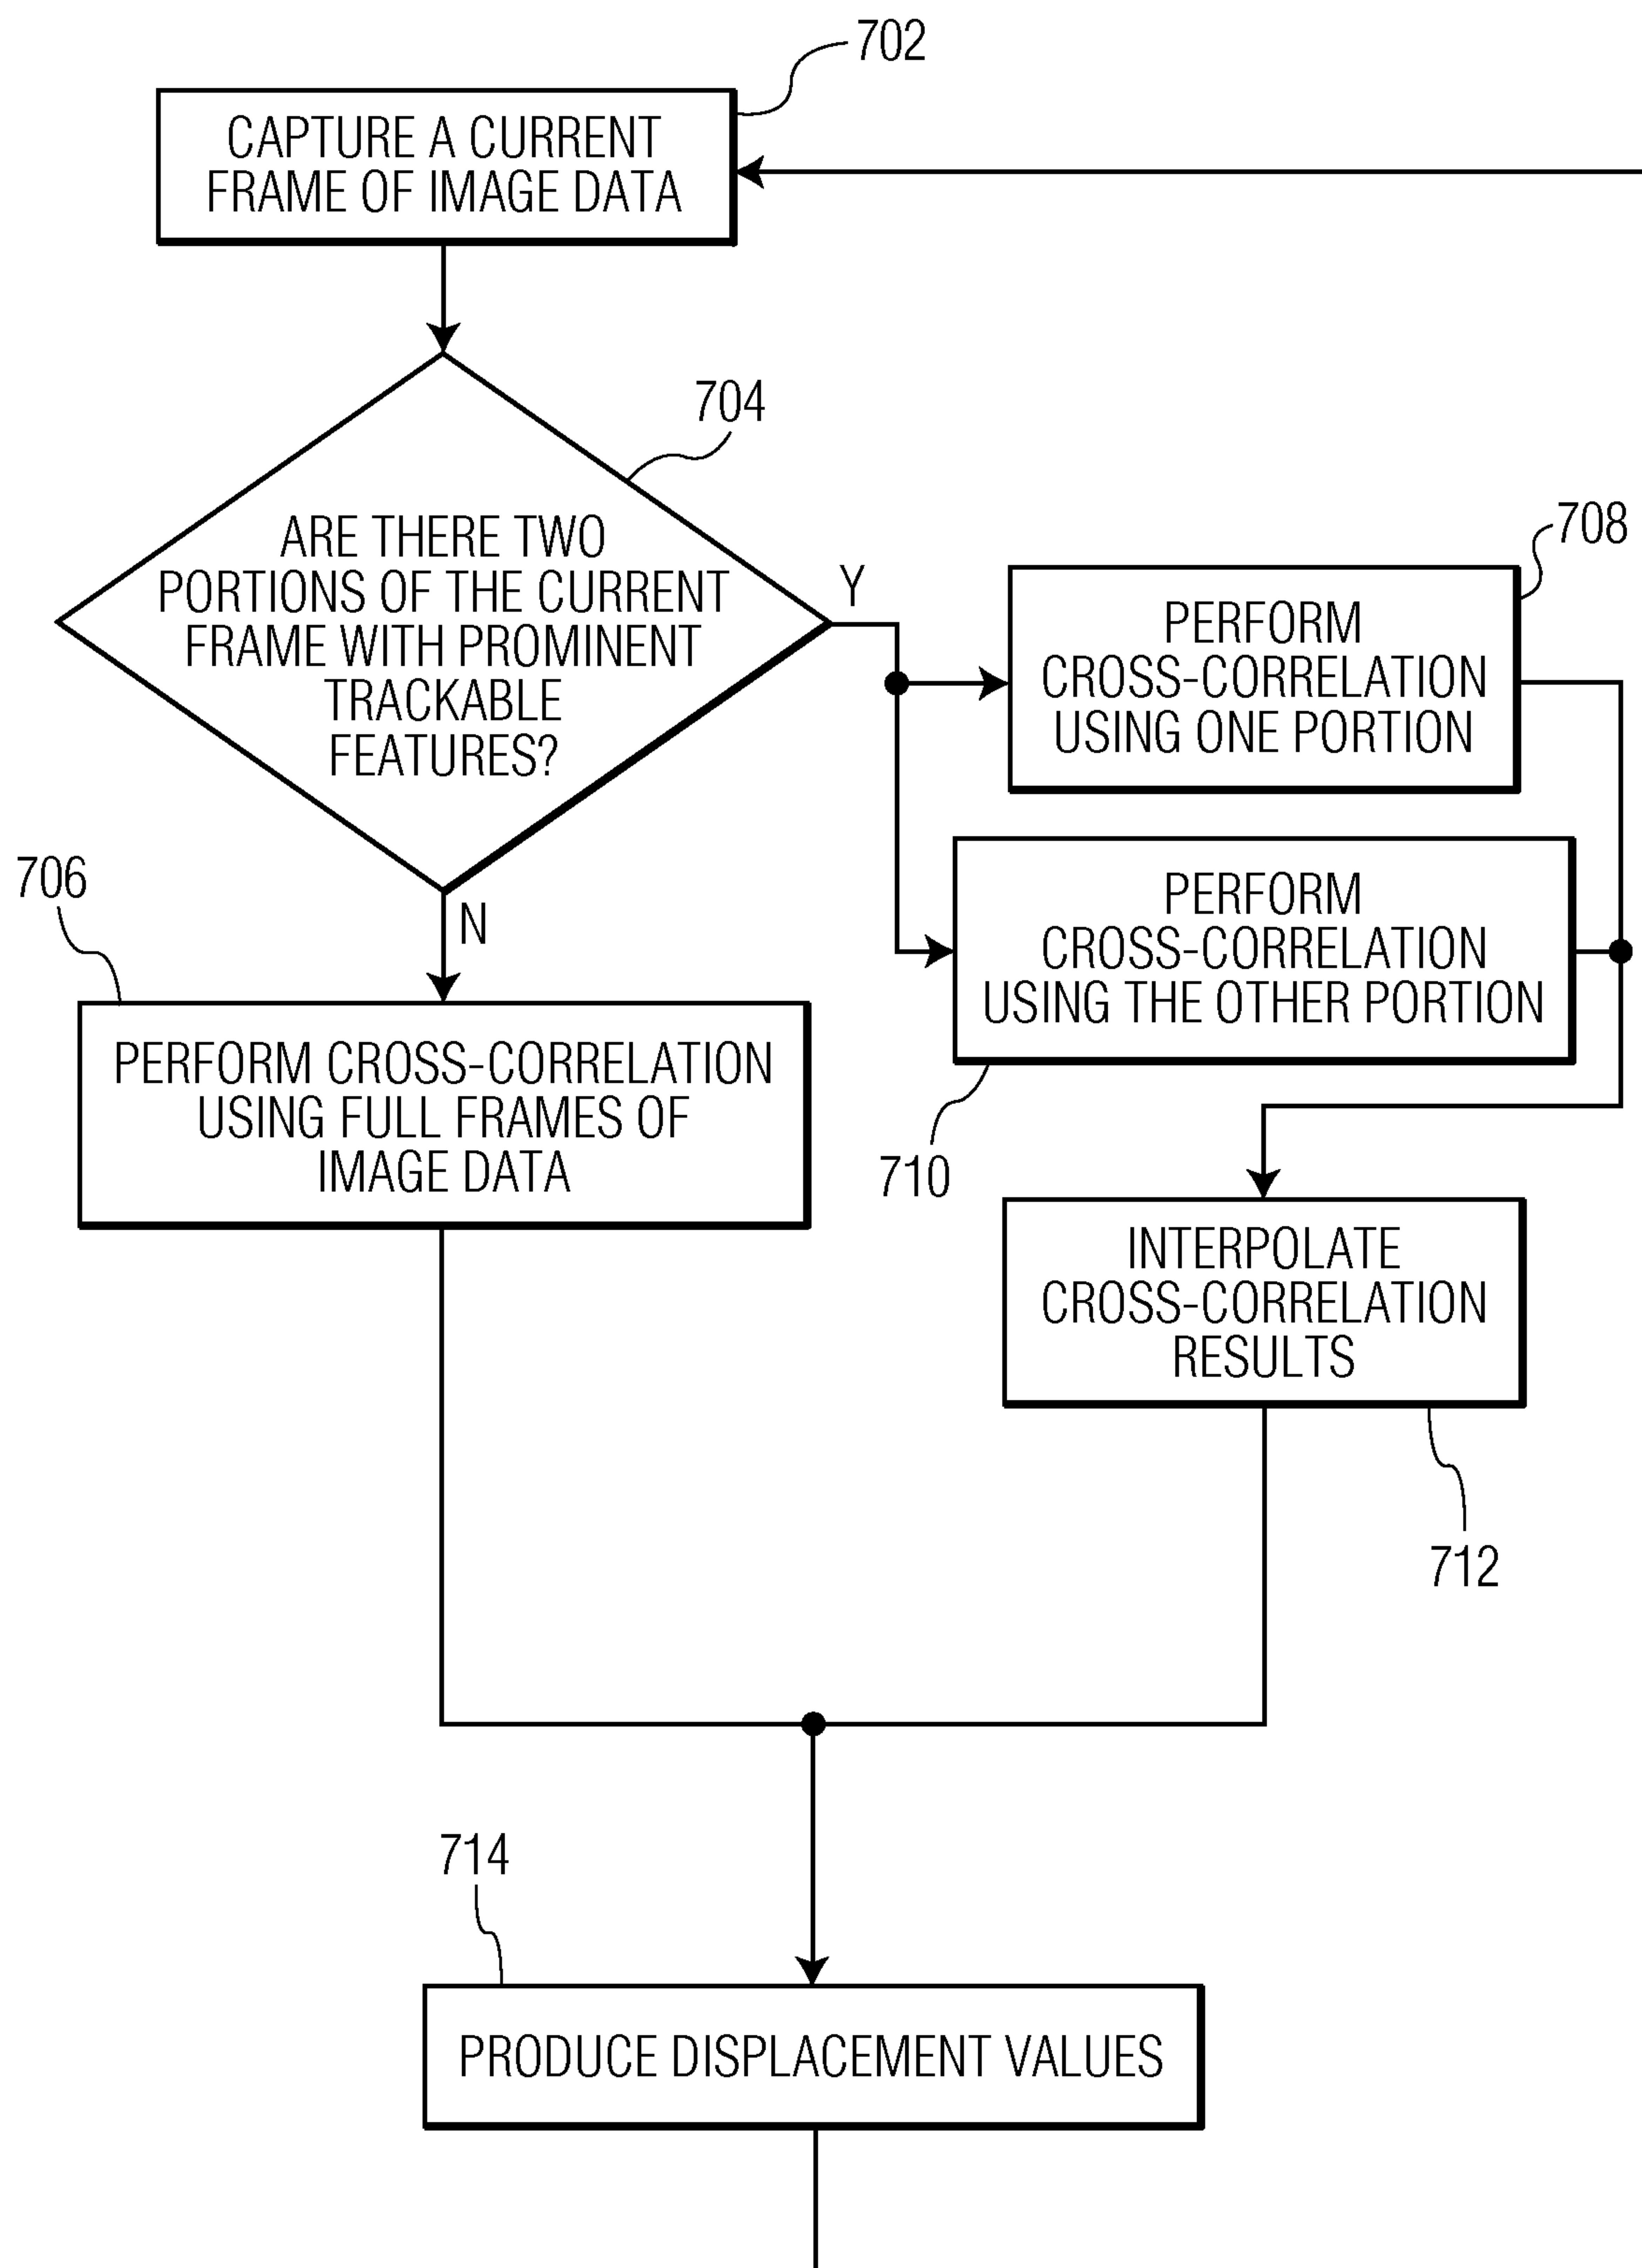 702
CAPTURE A CURRENT
FRAME OF IMAGE DATA
704
ARE THERE TWO
PORTIONS OF THE CURRENT
FRAME WITH PROMINENT
TRACKABLE
FEATURES?
Y
N
708
PERFORM
CROSS-CORRELATION
USING ONE PORTION
706
PERFORM CROSS-CORRELATION
USING FULL FRAMES OF
IMAGE DATA
PERFORM
CROSS-CORRELATION
USING THE OTHER PORTION
710
INTERPOLATE
CROSS-CORRELATION
RESULTS
712
714
PRODUCE DISPLACEMENT VALUES